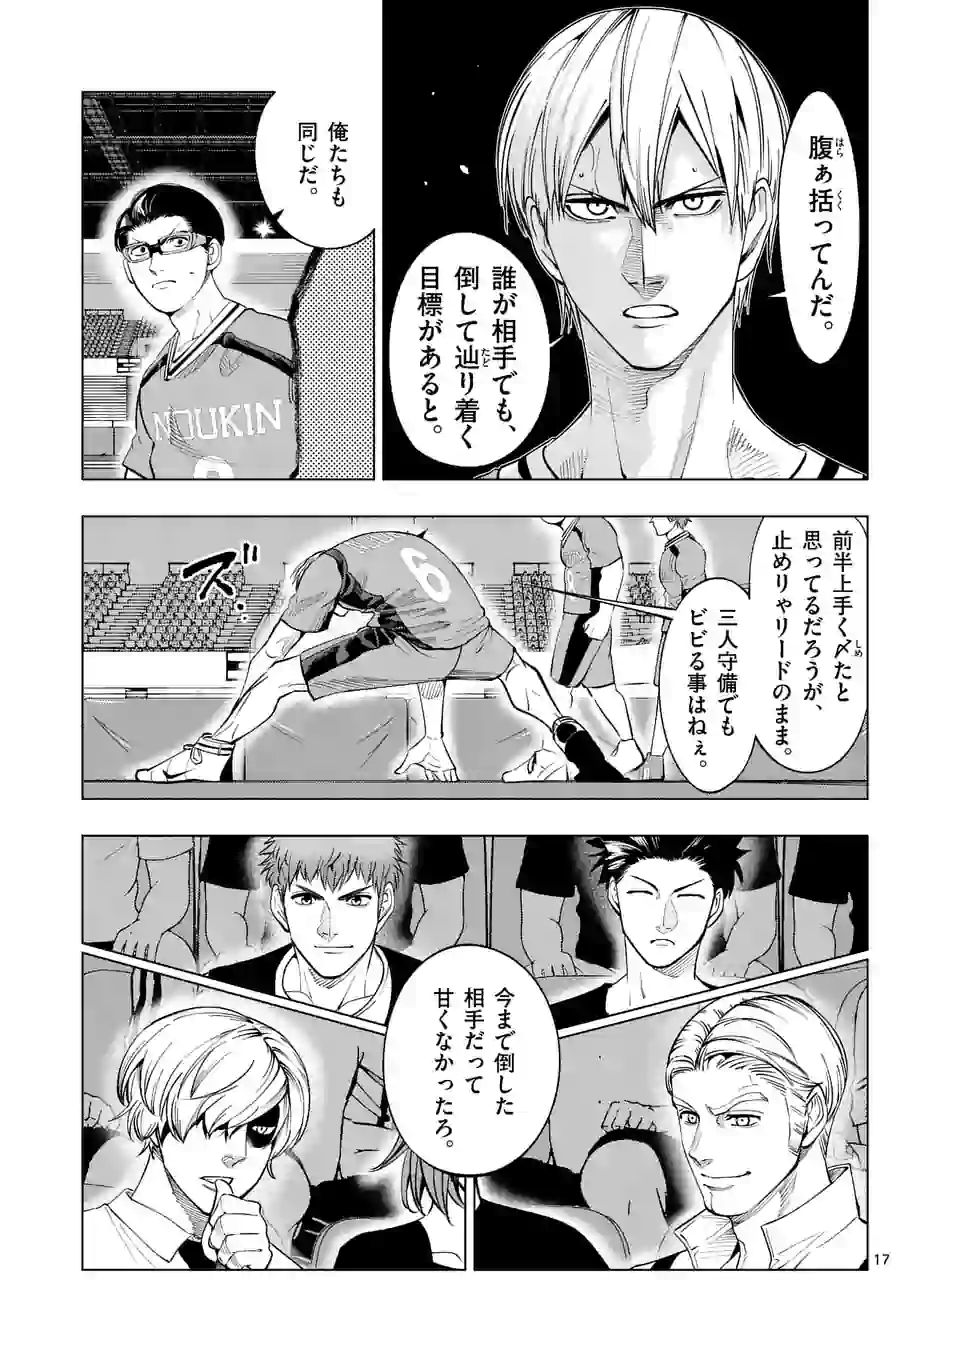 腹ぁ括ってんだ。
誰が相手でも、
倒して辿り着く
目標があると。
俺たちも
同じだ。
NOUKIN
前半上手く〆たと
思ってるだろうが、
止めりゃリードのまま。
三人守備でも
ビビる事はねぇ。
6
ズ…
今まで倒した
相手だって
甘くなかったろ。
17